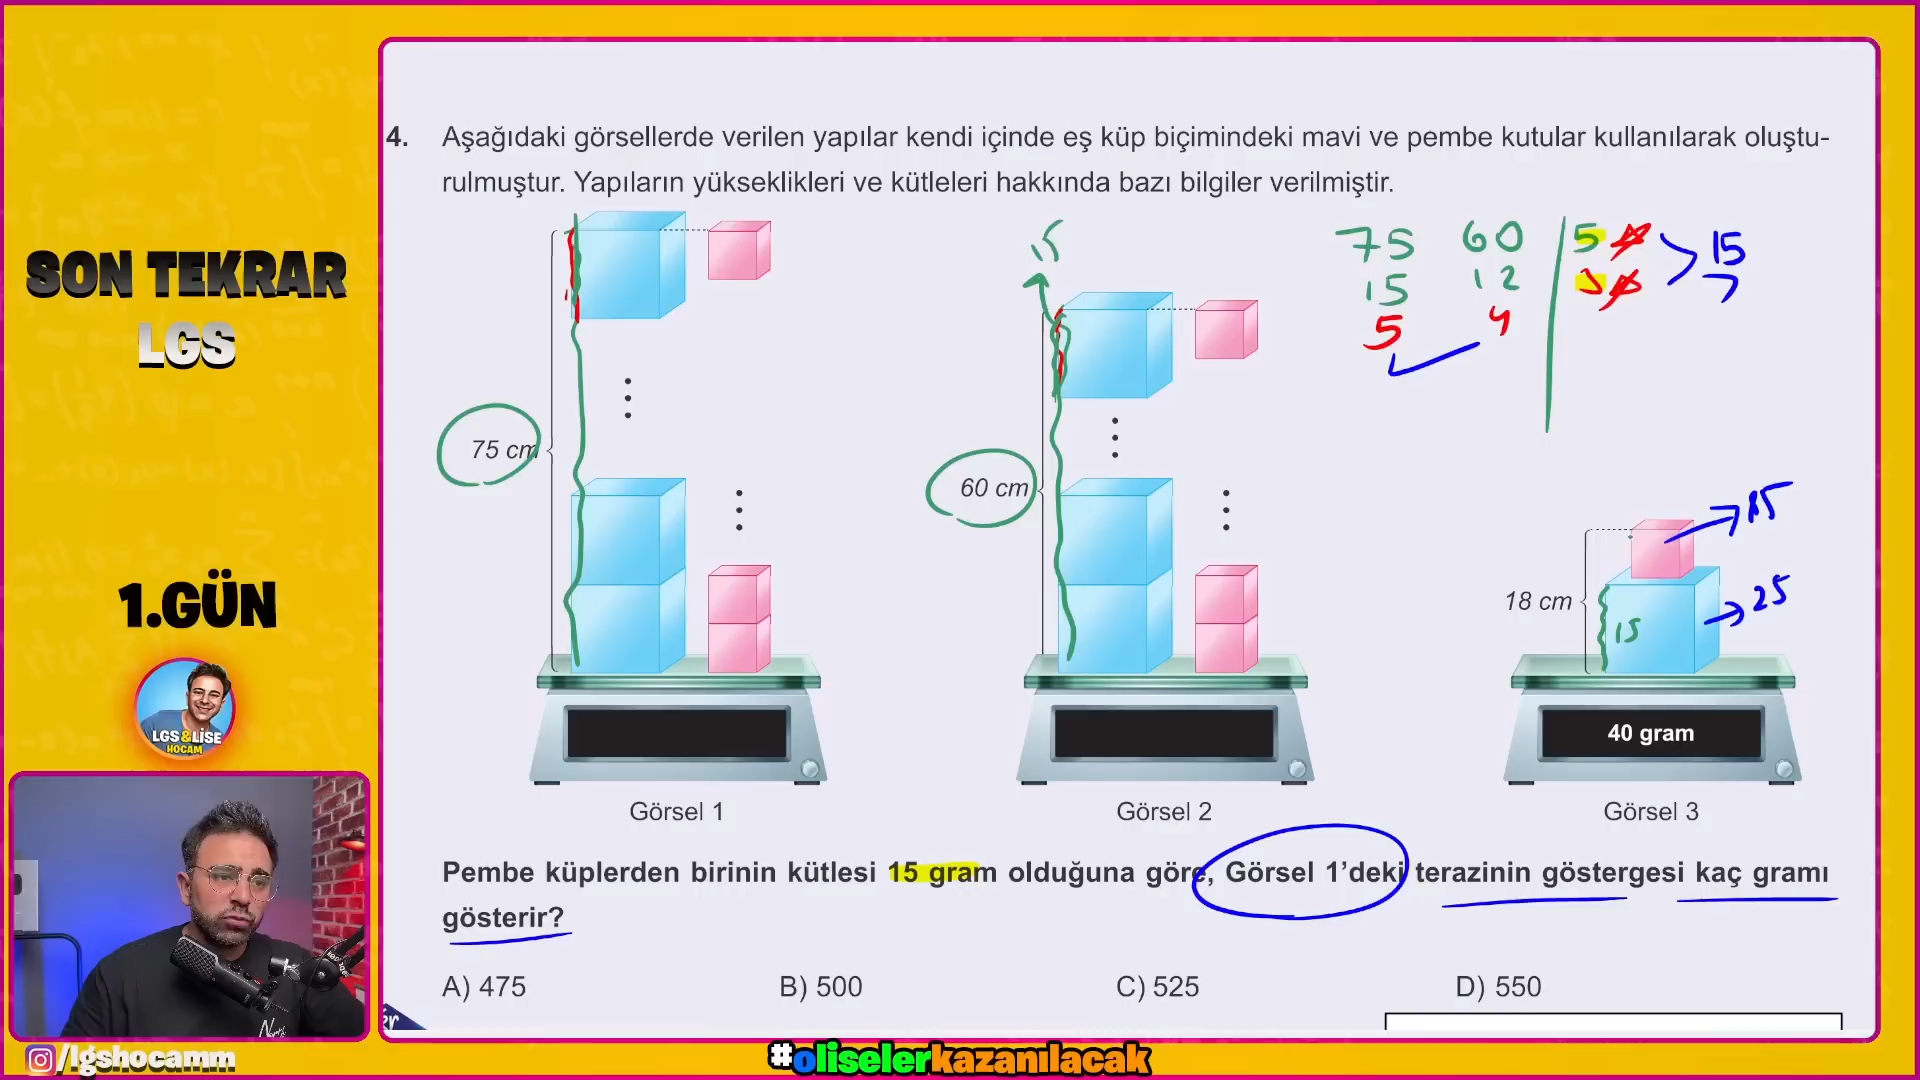 SON TEKRAR
LGS
1.GÜN
LGS&LİSE
HOCAM
/lgshocamm
4. Aşağıdaki görsellerde verilen yapılar kendi içinde eş küp biçimindeki mavi ve pembe kutular kullanılarak oluştu-
rulmuştur. Yapıların yükseklikleri ve kütleleri hakkında bazı bilgiler verilmiştir.
15
75 60 5
15 12 3
5 4
15
75 cm
60 cm
18 cm
15
25
15
40 gram
Görsel 1
Görsel 2
Görsel 3
Pembe küplerden birinin kütlesi 15 gram olduğuna göre, Görsel 1’deki terazinin göstergesi kaç gramı
gösterir?
A) 475
B) 500
C) 525
D) 550
#oliselerkazanılacak